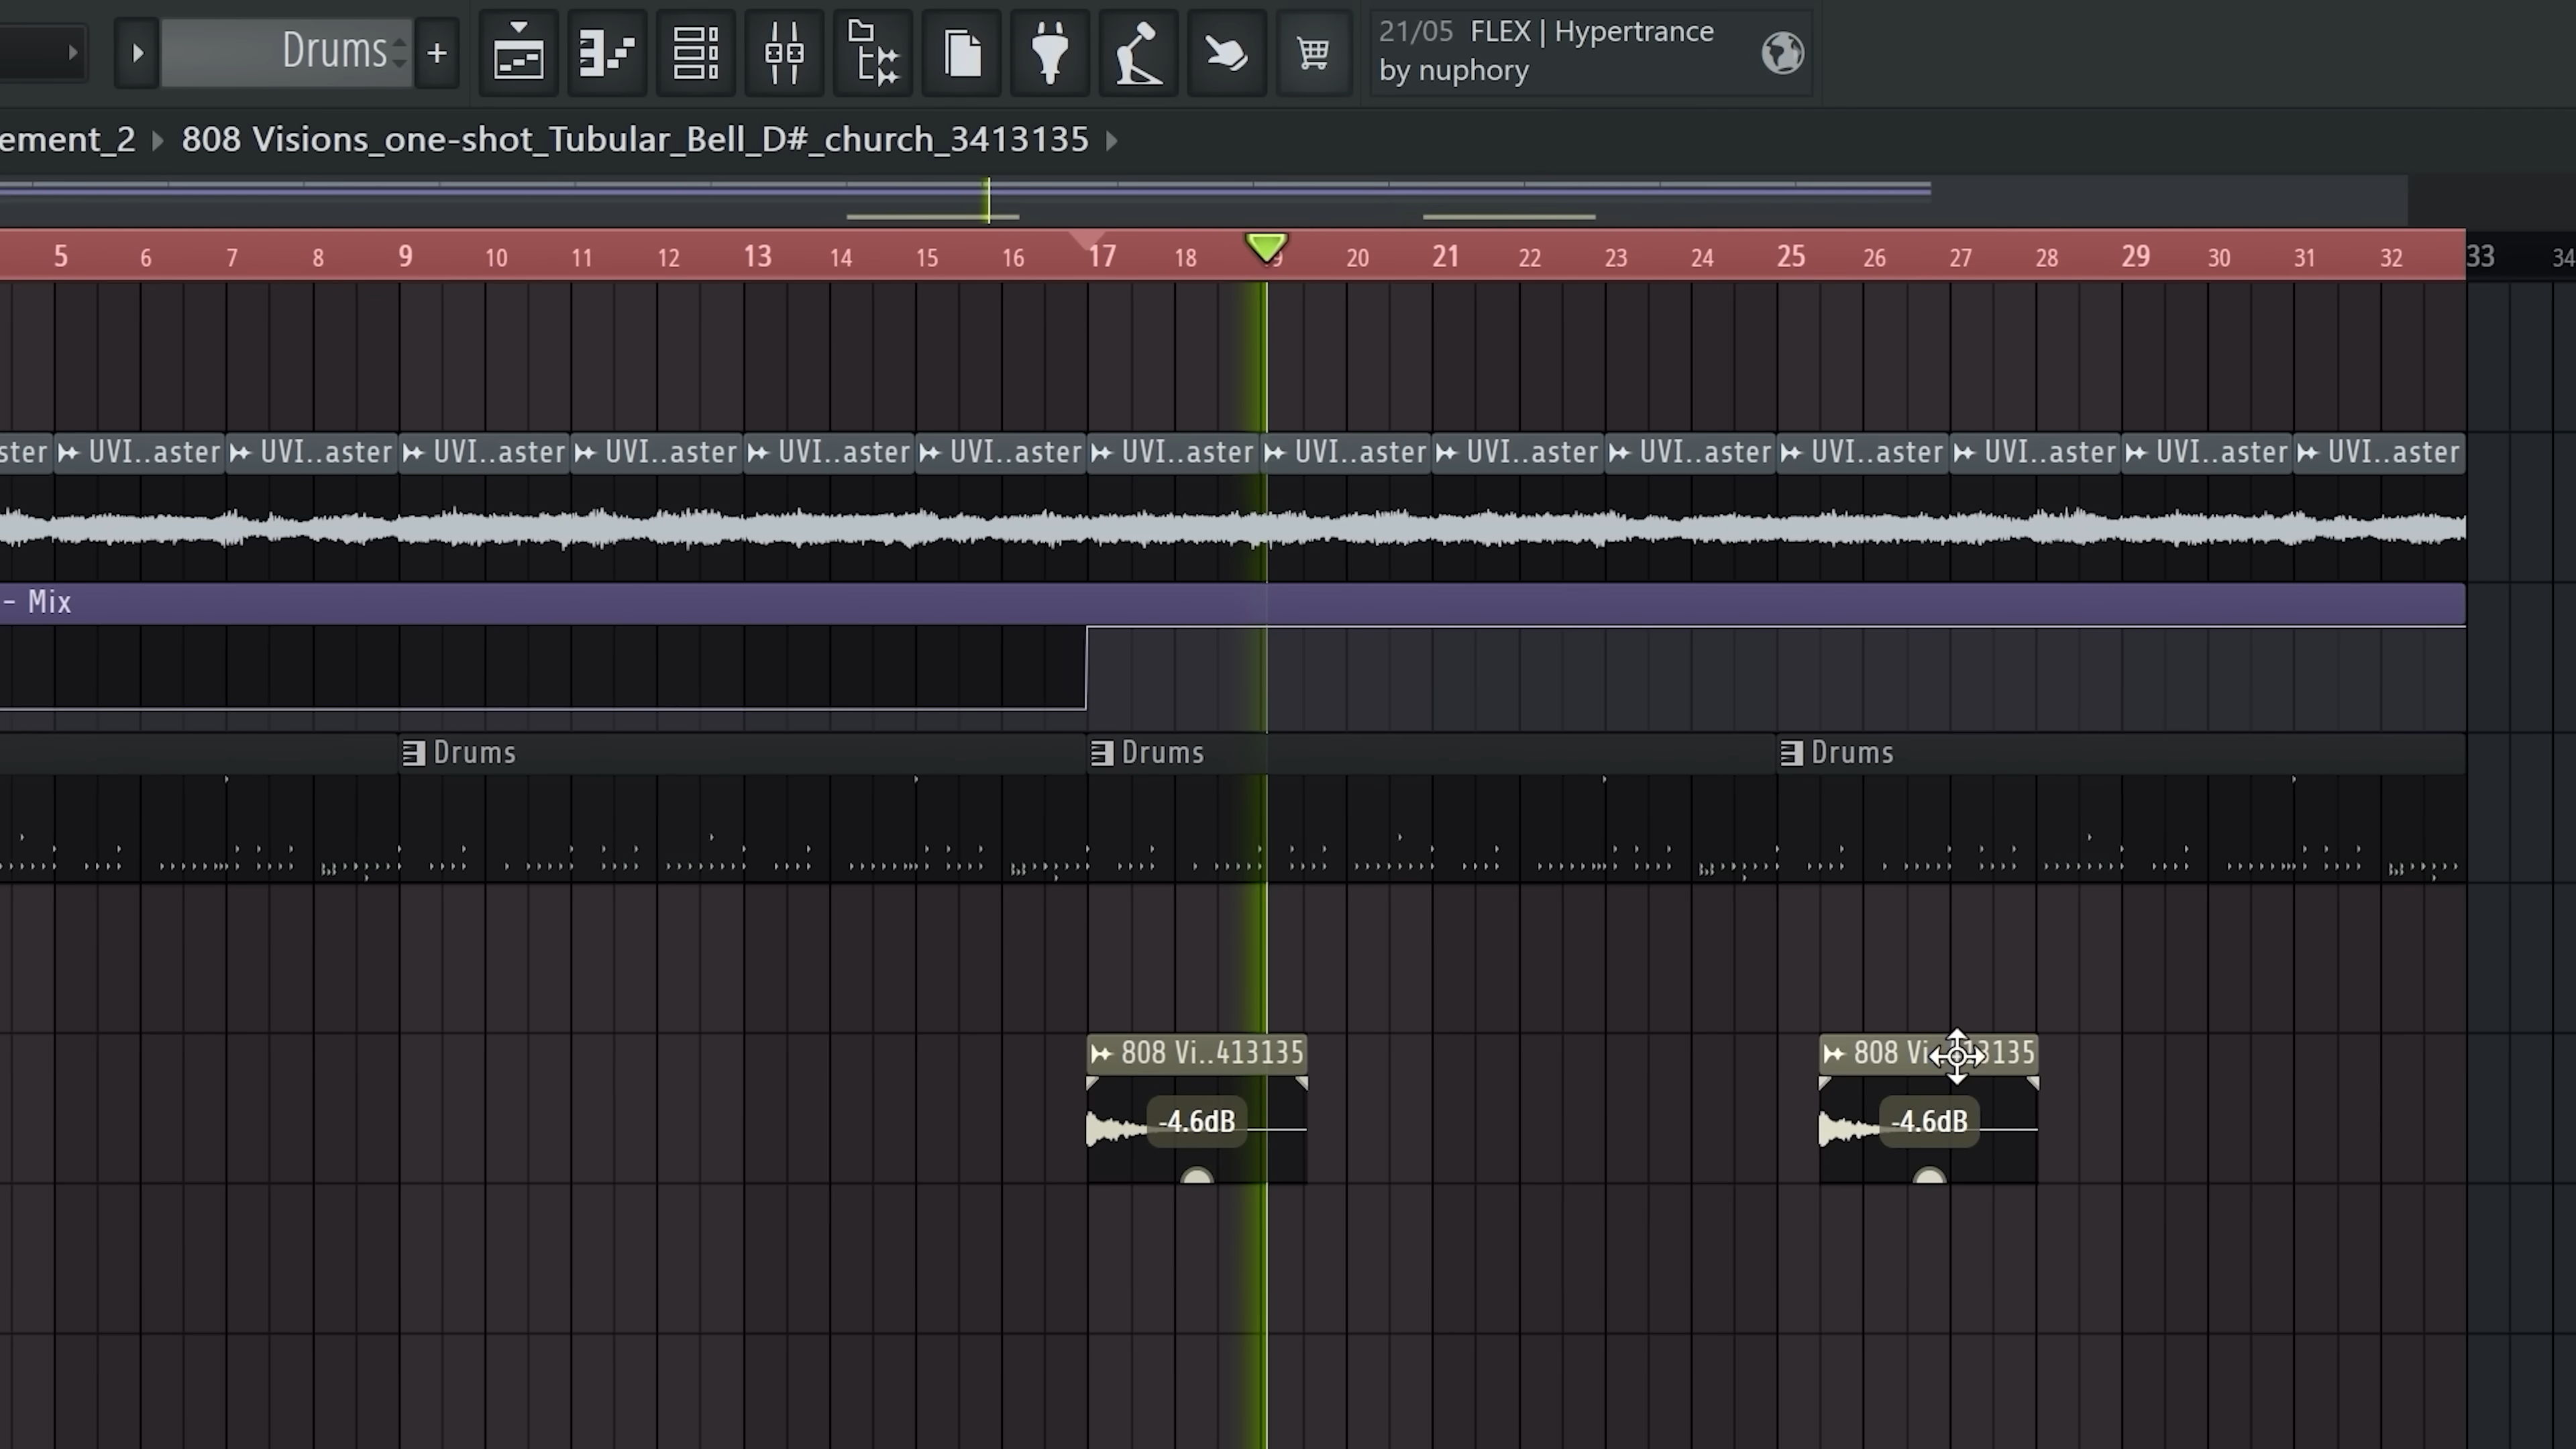 Drums
+
21/05 FLEX | Hypertrance
by nuphory
ement_2 808 Visions_one-shot_Tubular_Bell_D#_church_3413135
5 6 7 8 9 10 11 12 13 14 15 16 17 18 19 20 21 22 23 24 25 26 27 28 29 30 31 32 33 34
ster UVI..aster UVI..aster UVI..aster UVI..aster UVI..aster UVI..aster UVI..aster UVI..aster UVI..aster UVI..aster UVI..aster UVI..aster UVI..aster UVI..aster
- Mix
Drums Drums Drums
808 Vi..413135 808 Vi 3135
-4.6dB -4.6dB